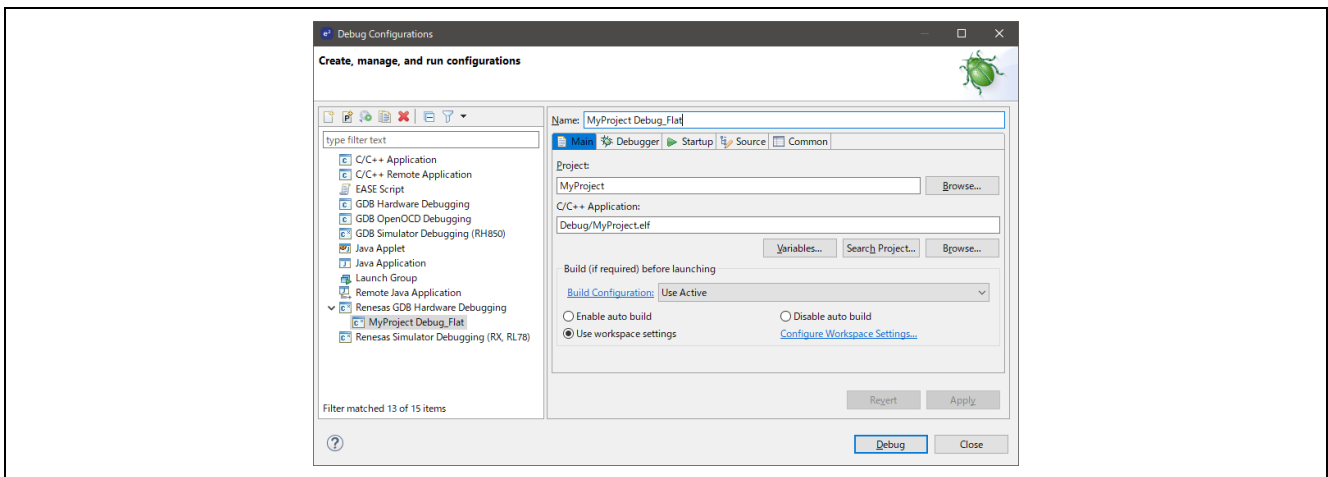 e² Debug Configurations
Create, manage, and run configurations
type filter text
C/C++ Application
C/C++ Remote Application
EASE Script
GDB Hardware Debugging
GDB OpenOCD Debugging
GDB Simulator Debugging (RH850)
Java Applet
Java Application
Launch Group
Remote Java Application
Renesas GDB Hardware Debugging
MyProject Debug_Flat
Renesas Simulator Debugging (RX, RL78)
Filter matched 13 of 15 items
Name: MyProject Debug_Flat
Main Debugger Startup Source Common
Project:
MyProject Browse...
C/C++ Application:
Debug/MyProject.elf
Variables... Search Project... Browse...
Build (if required) before launching
Build Configuration: Use Active
Enable auto build Disable auto build
Use workspace settings Configure Workspace Settings...
Revert Apply
? Debug Close